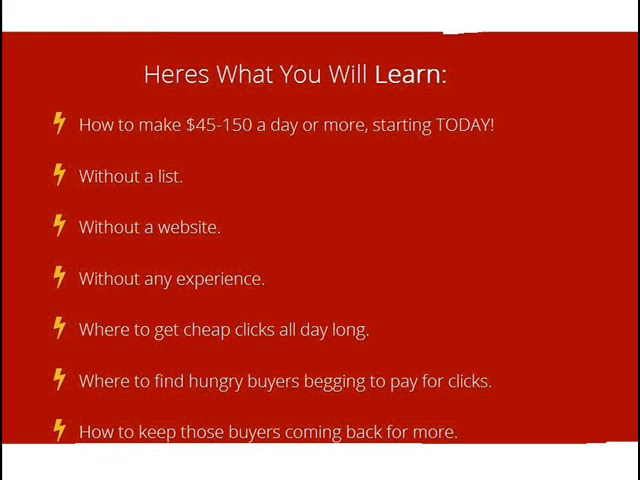 Heres What You Will Learn:
How to make $45-150 a day or more, starting TODAY!
Without a list.
Without a website.
Without any experience.
Where to get cheap clicks all day long.
Where to find hungry buyers begging to pay for clicks.
How to keep those buyers coming back for more.